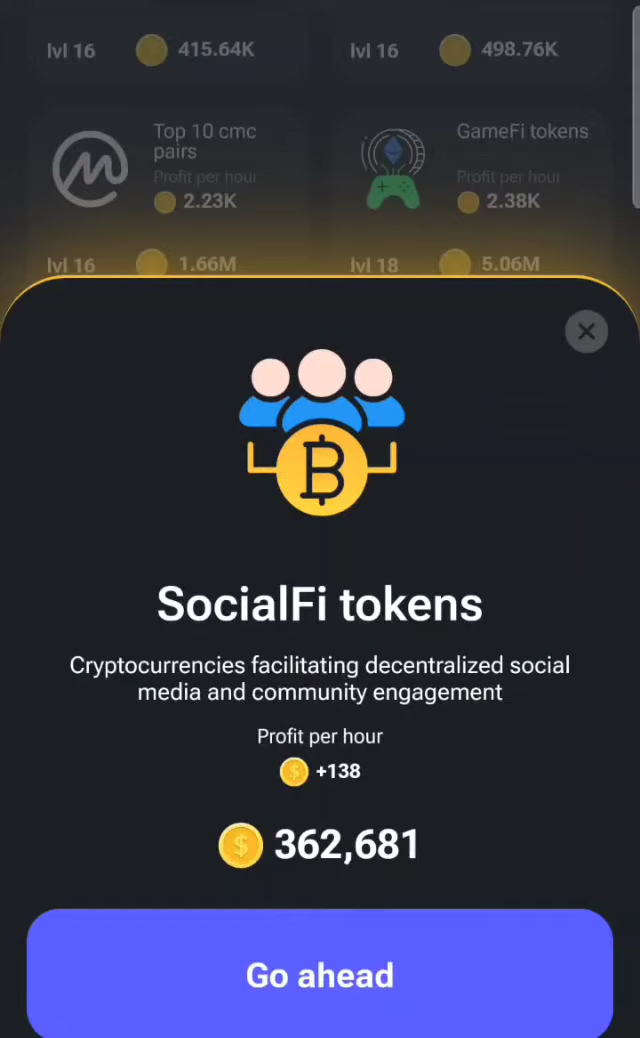 lvl 16 415.64K lvl 16 498.76K
Top 10 cmc GameFi tokens
pairs
Profit per hour Profit per hour
2.23K 2.38K
lvl 16 1.66M lvl 18 5.06M
SocialFi tokens
Cryptocurrencies facilitating decentralized social
media and community engagement
Profit per hour
+138
362,681
Go ahead